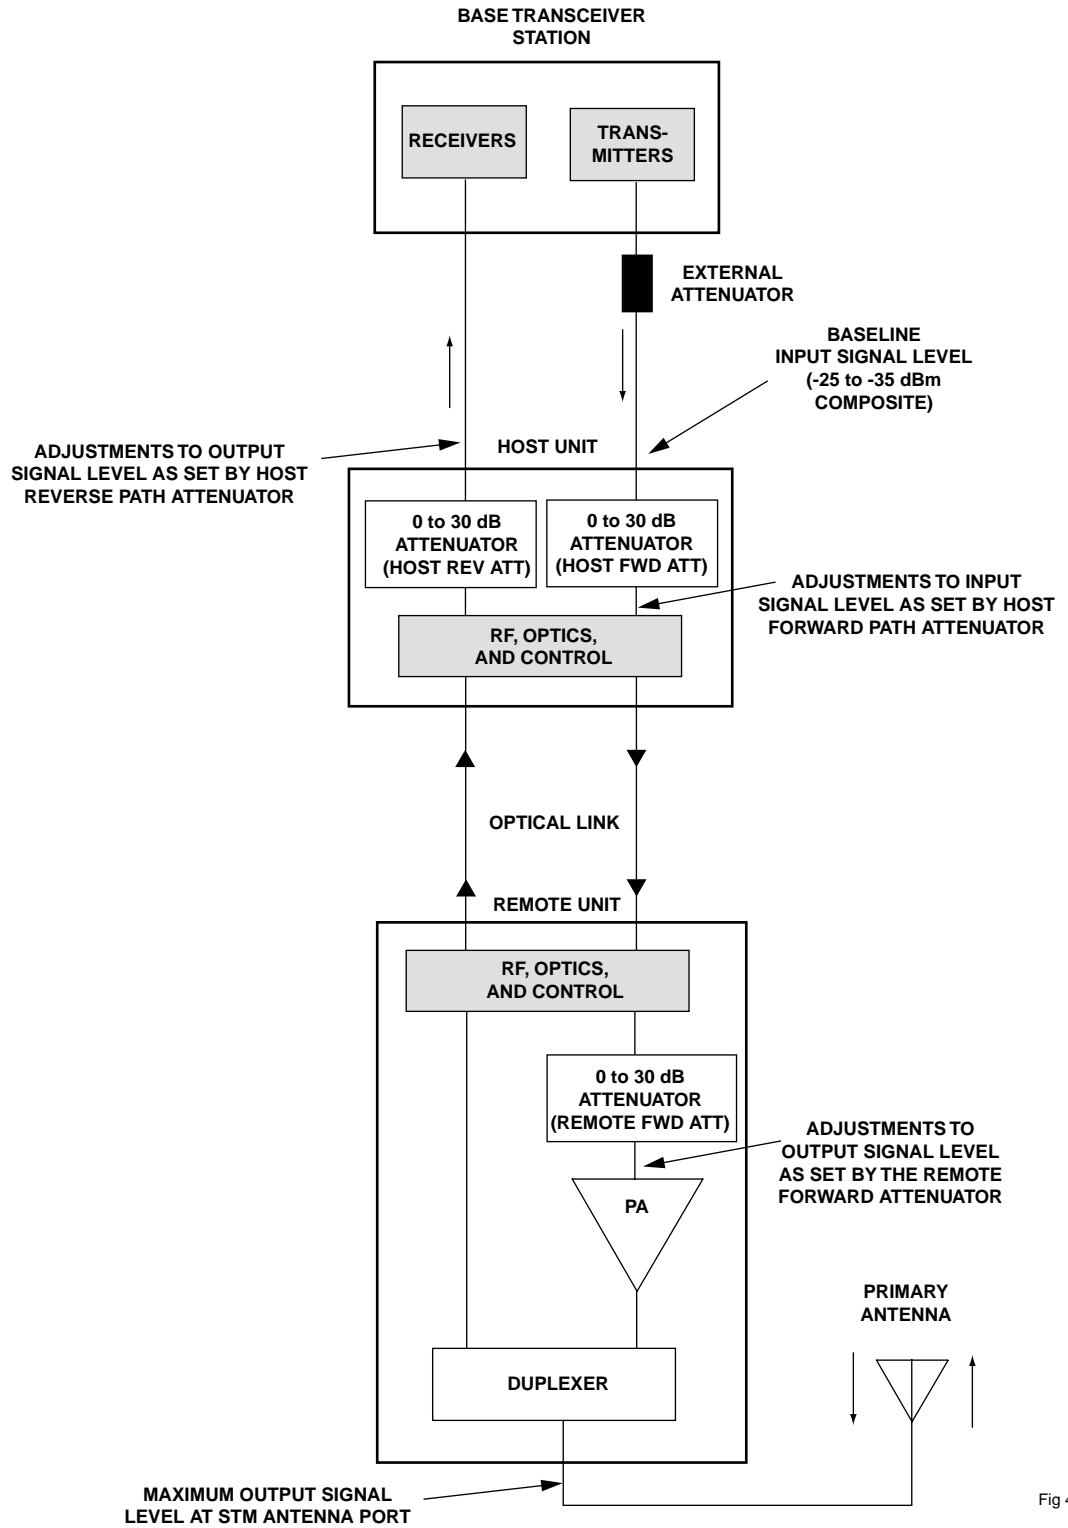 BASE TRANSCEIVER
STATION
RECEIVERS
TRANS-
MITTERS
EXTERNAL
ATTENUATOR
BASELINE
INPUT SIGNAL LEVEL
(-25 to -35 dBm
COMPOSITE)
ADJUSTMENTS TO OUTPUT
SIGNAL LEVEL AS SET BY HOST
REVERSE PATH ATTENUATOR
HOST UNIT
0 to 30 dB
ATTENUATOR
(HOST REV ATT)
0 to 30 dB
ATTENUATOR
(HOST FWD ATT)
ADJUSTMENTS TO INPUT
SIGNAL LEVEL AS SET BY HOST
FORWARD PATH ATTENUATOR
RF, OPTICS,
AND CONTROL
OPTICAL LINK
REMOTE UNIT
RF, OPTICS,
AND CONTROL
0 to 30 dB
ATTENUATOR
(REMOTE FWD ATT)
ADJUSTMENTS TO
OUTPUT SIGNAL LEVEL
AS SET BY THE REMOTE
FORWARD ATTENUATOR
PA
PRIMARY
ANTENNA
DUPLEXER
MAXIMUM OUTPUT SIGNAL
LEVEL AT STM ANTENNA PORT
Fig 4